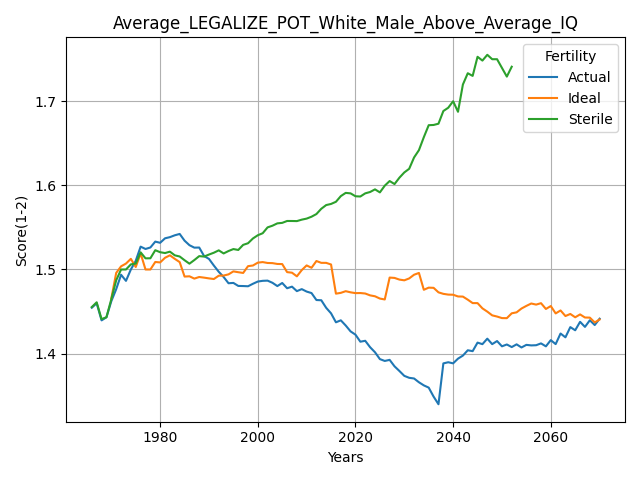 Average_LEGALIZE_POT_White_Male_Above_Average_IQ
Fertility
Actual
Ideal
Sterile
Score(1-2)
1.7
1.6
1.5
1.4
1980
2000
2020
2040
2060
Years